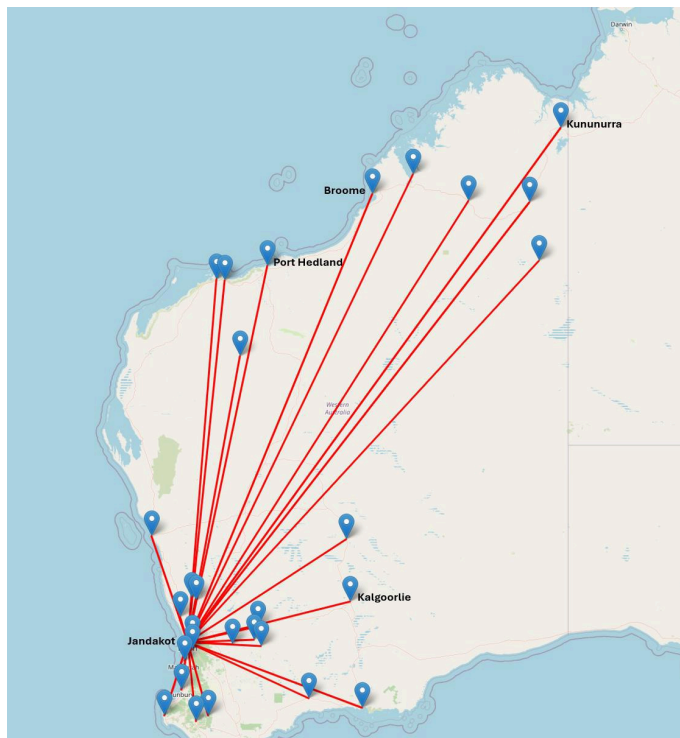 Darwin
Kununurra
Broome
Port Hedland
Western
Australia
Kalgoorlie
Jandakot